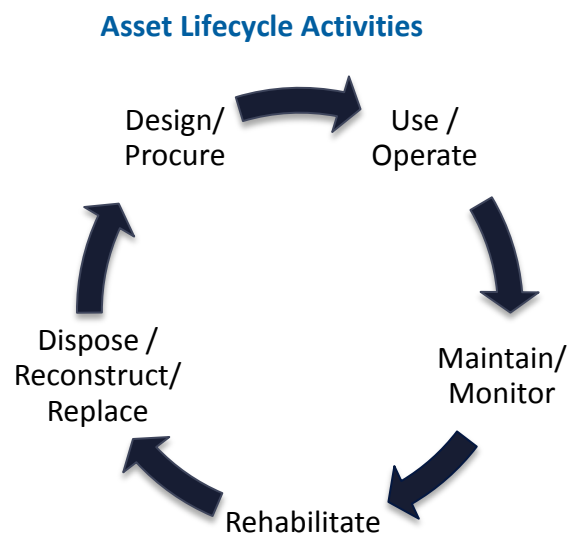 Asset Lifecycle Activities
Design/
Procure
Use /
Operate
Maintain/
Monitor
Rehabilitate
Dispose /
Reconstruct/
Replace